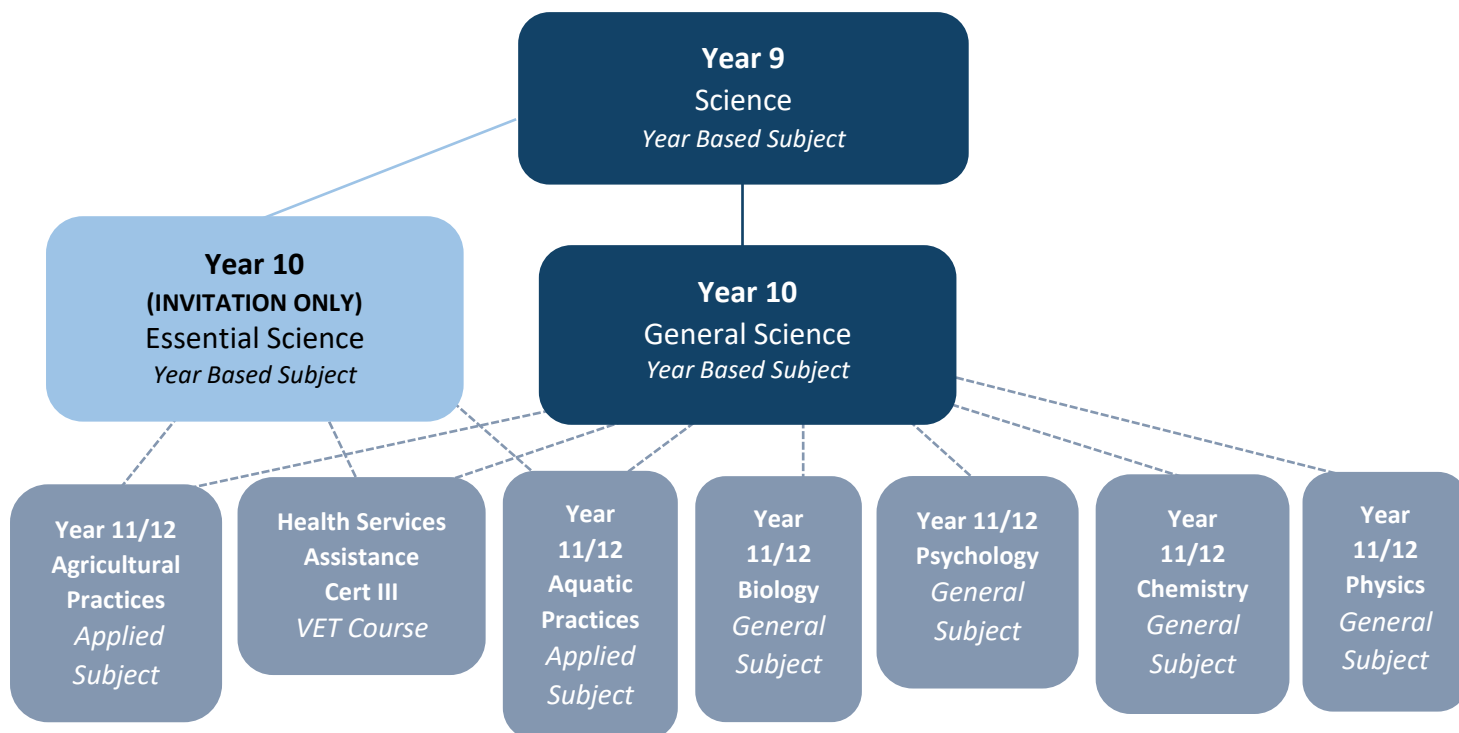 Year 9
Science
Year Based Subject
Year 10
(INVITATION ONLY)
Essential Science
Year Based Subject
Year 10
General Science
Year Based Subject
Year 11/12
Agricultural
Practices
Applied
Subject
Health Services
Assistance
Cert III
VET Course
Year
11/12
Aquatic
Practices
Applied
Subject
Year
11/12
Biology
General
Subject
Year 11/12
Psychology
General
Subject
Year
11/12
Chemistry
General
Subject
Year
11/12
Physics
General
Subject